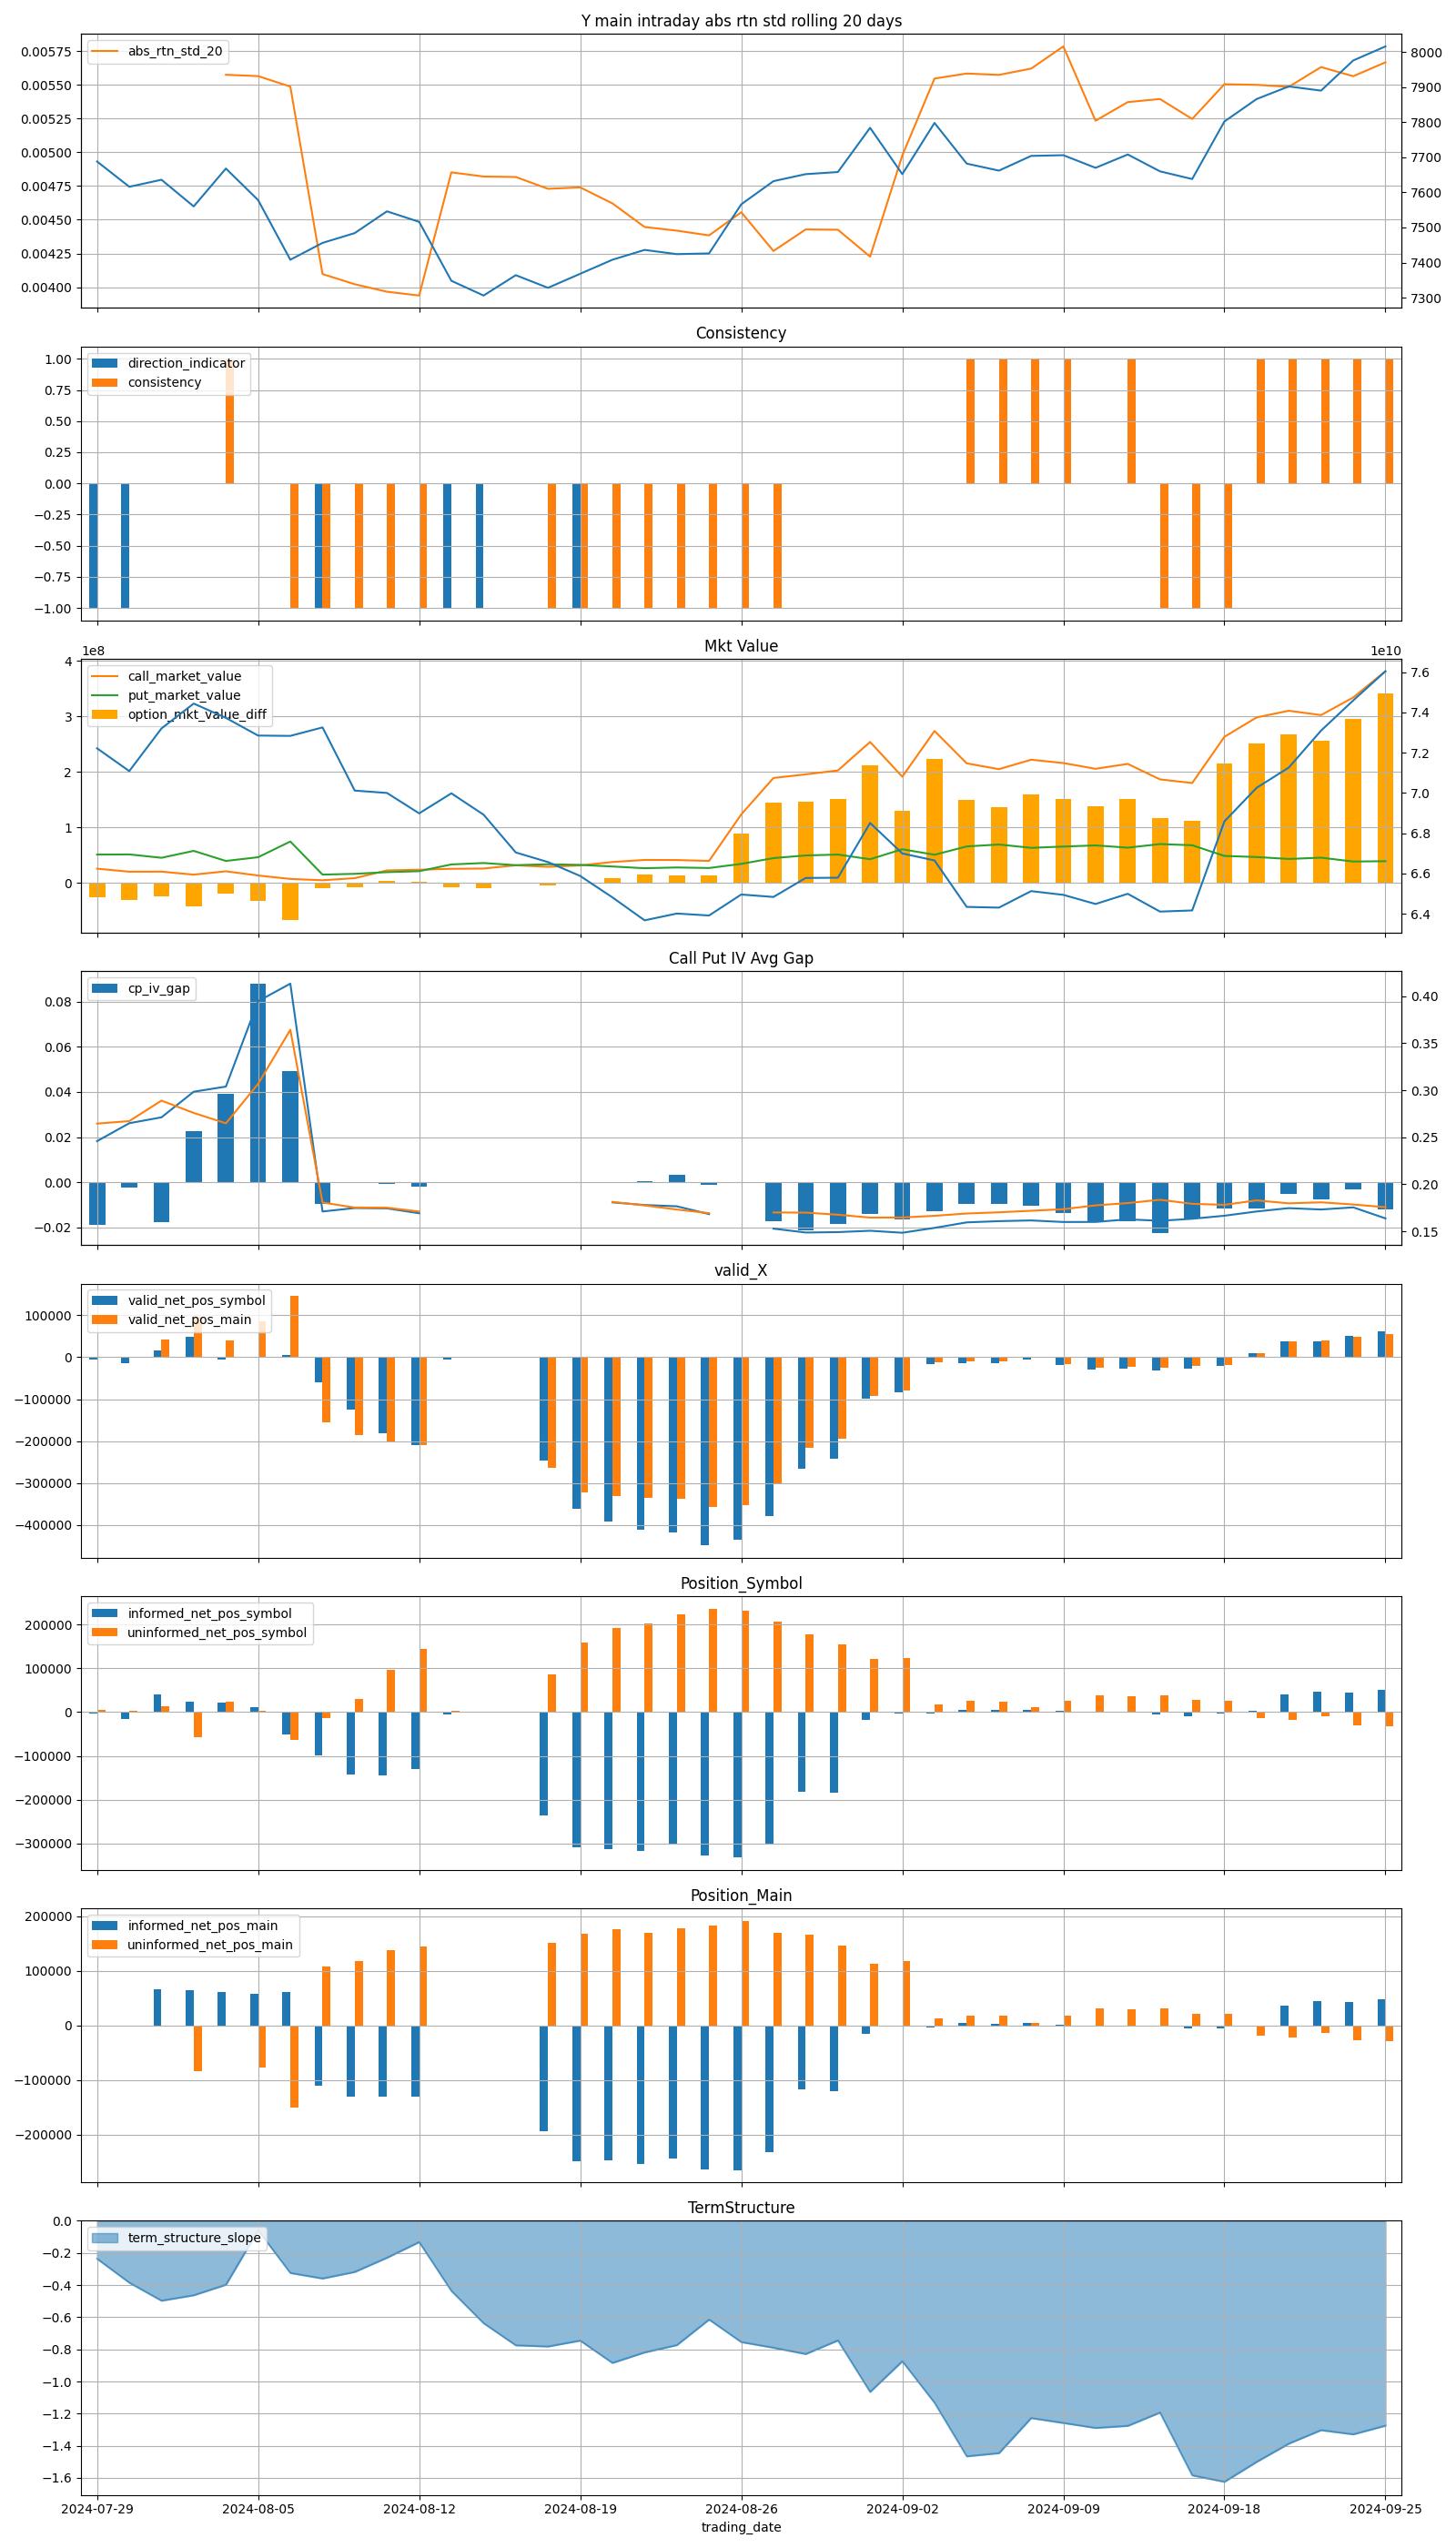 Y main intraday abs rtn std rolling 20 days
abs_rtn_std_20
0.00575
0.00550
0.00525
0.00500
0.00475
0.00450
0.00425
0.00400
8000
7900
7800
7700
7600
7500
7400
7300
Consistency
direction_indicator
consistency
1.00
0.75
0.50
0.25
0.00
−0.25
−0.50
−0.75
−1.00
Mkt Value
1e8
1e10
call_market_value
put_market_value
option_mkt_value_diff
4
3
2
1
0
7.6
7.4
7.2
7.0
6.8
6.6
6.4
Call Put IV Avg Gap
cp_iv_gap
0.08
0.06
0.04
0.02
0.00
−0.02
0.40
0.35
0.30
0.25
0.20
0.15
valid_X
valid_net_pos_symbol
valid_net_pos_main
100000
0
−100000
−200000
−300000
−400000
Position_Symbol
informed_net_pos_symbol
uninformed_net_pos_symbol
200000
100000
0
−100000
−200000
−300000
Position_Main
informed_net_pos_main
uninformed_net_pos_main
200000
100000
0
−100000
−200000
TermStructure
term_structure_slope
0.0
−0.2
−0.4
−0.6
−0.8
−1.0
−1.2
−1.4
−1.6
2024-07-29 2024-08-05 2024-08-12 2024-08-19 2024-08-26 2024-09-02 2024-09-09 2024-09-18 2024-09-25
trading_date